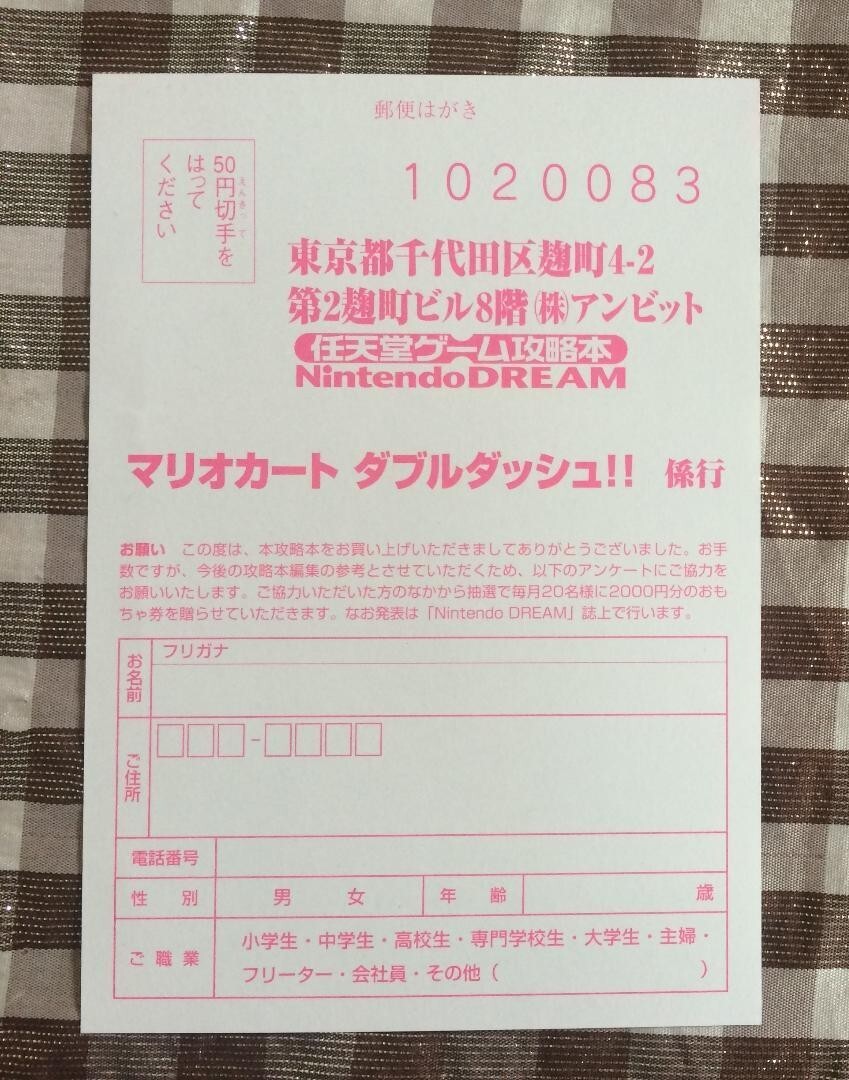 郵便はがき
50円切手を
えんきって
はって
ください
1020083
東京都千代田区麹町4-2
第2麹町ビル8階㈱アンビット
任天堂ゲーム攻略本
Nintendo DREAM
マリオカート ダブルダッシュ!! 係行
お願い この度は、本攻略本をお買い上げいただきましてありがとうございました。お手
数ですが、今後の攻略本編集の参考とさせていただくため、以下のアンケートにご協力を
お願いいたします。ご協力いただいた方のなかから抽選で毎月20名様に2000円分のおも
ちゃ券を贈らせていただきます。なお発表は「Nintendo DREAM」誌上で行います。
お名前
フリガナ
ご住所
電話番号
性別 男 女 年齢 歳
ご職業
小学生・中学生・高校生・専門学校生・大学生・主婦・
フリーター・会社員・その他（ ）